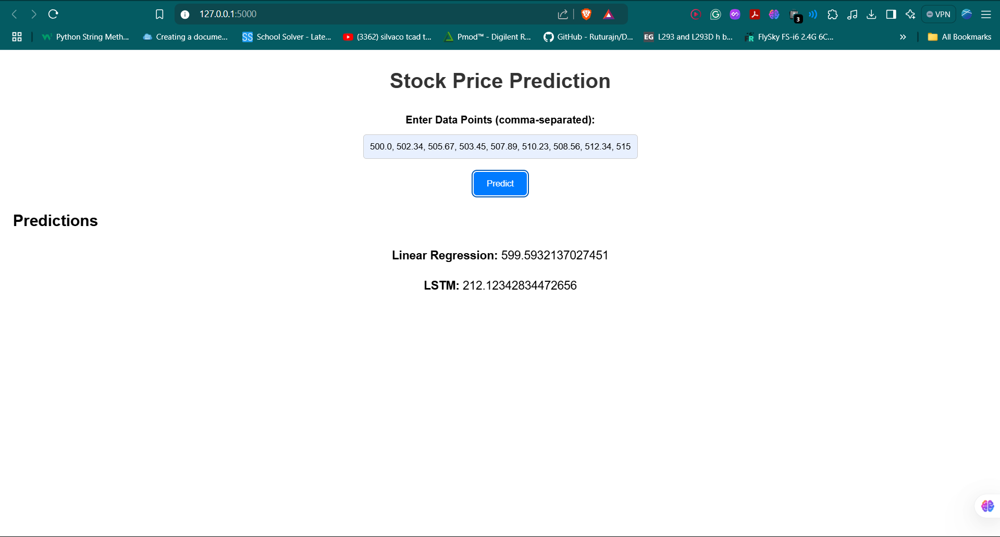 127.0.0.1:5000
3
VPN
Python String Meth...
Creating a docume...
SS School Solver - Late...
(3362) silvaco tcad t...
Pmod™ - Digilent R...
GitHub - Ruturajn/D...
EG L293 and L293D h b...
FR FlySky FS-i6 2.4G 6C...
»
All Bookmarks
Stock Price Prediction
Enter Data Points (comma-separated):
500.0, 502.34, 505.67, 503.45, 507.89, 510.23, 508.56, 512.34, 515
Predict
Predictions
Linear Regression: 599.5932137027451
LSTM: 212.12342834472656